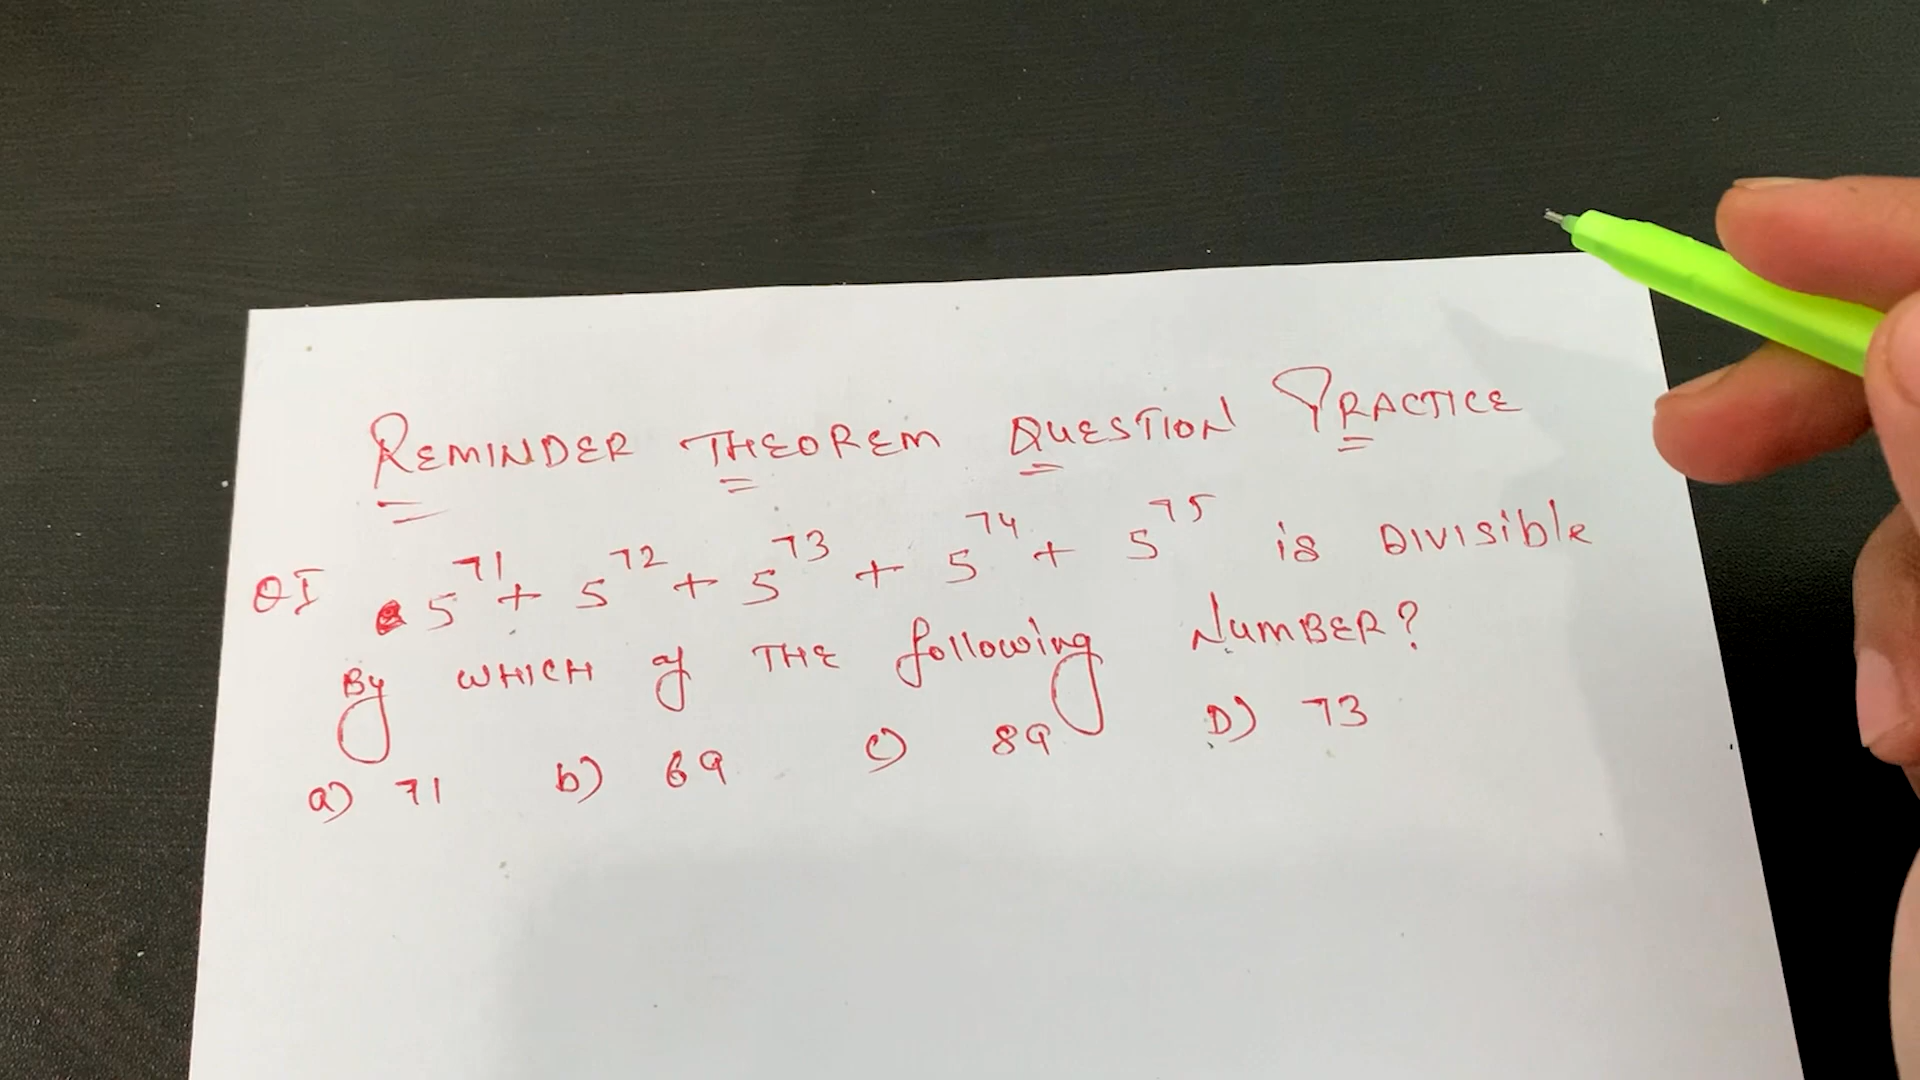 REMINDER THEOREM QUESTION PRACTICE
Q1 5^71 + 5^72 + 5^73 + 5^74 + 5^75 is DIVISIBLE
By WHICH of THE following NUMBER?
a) 71 b) 69 c) 89 D) 73